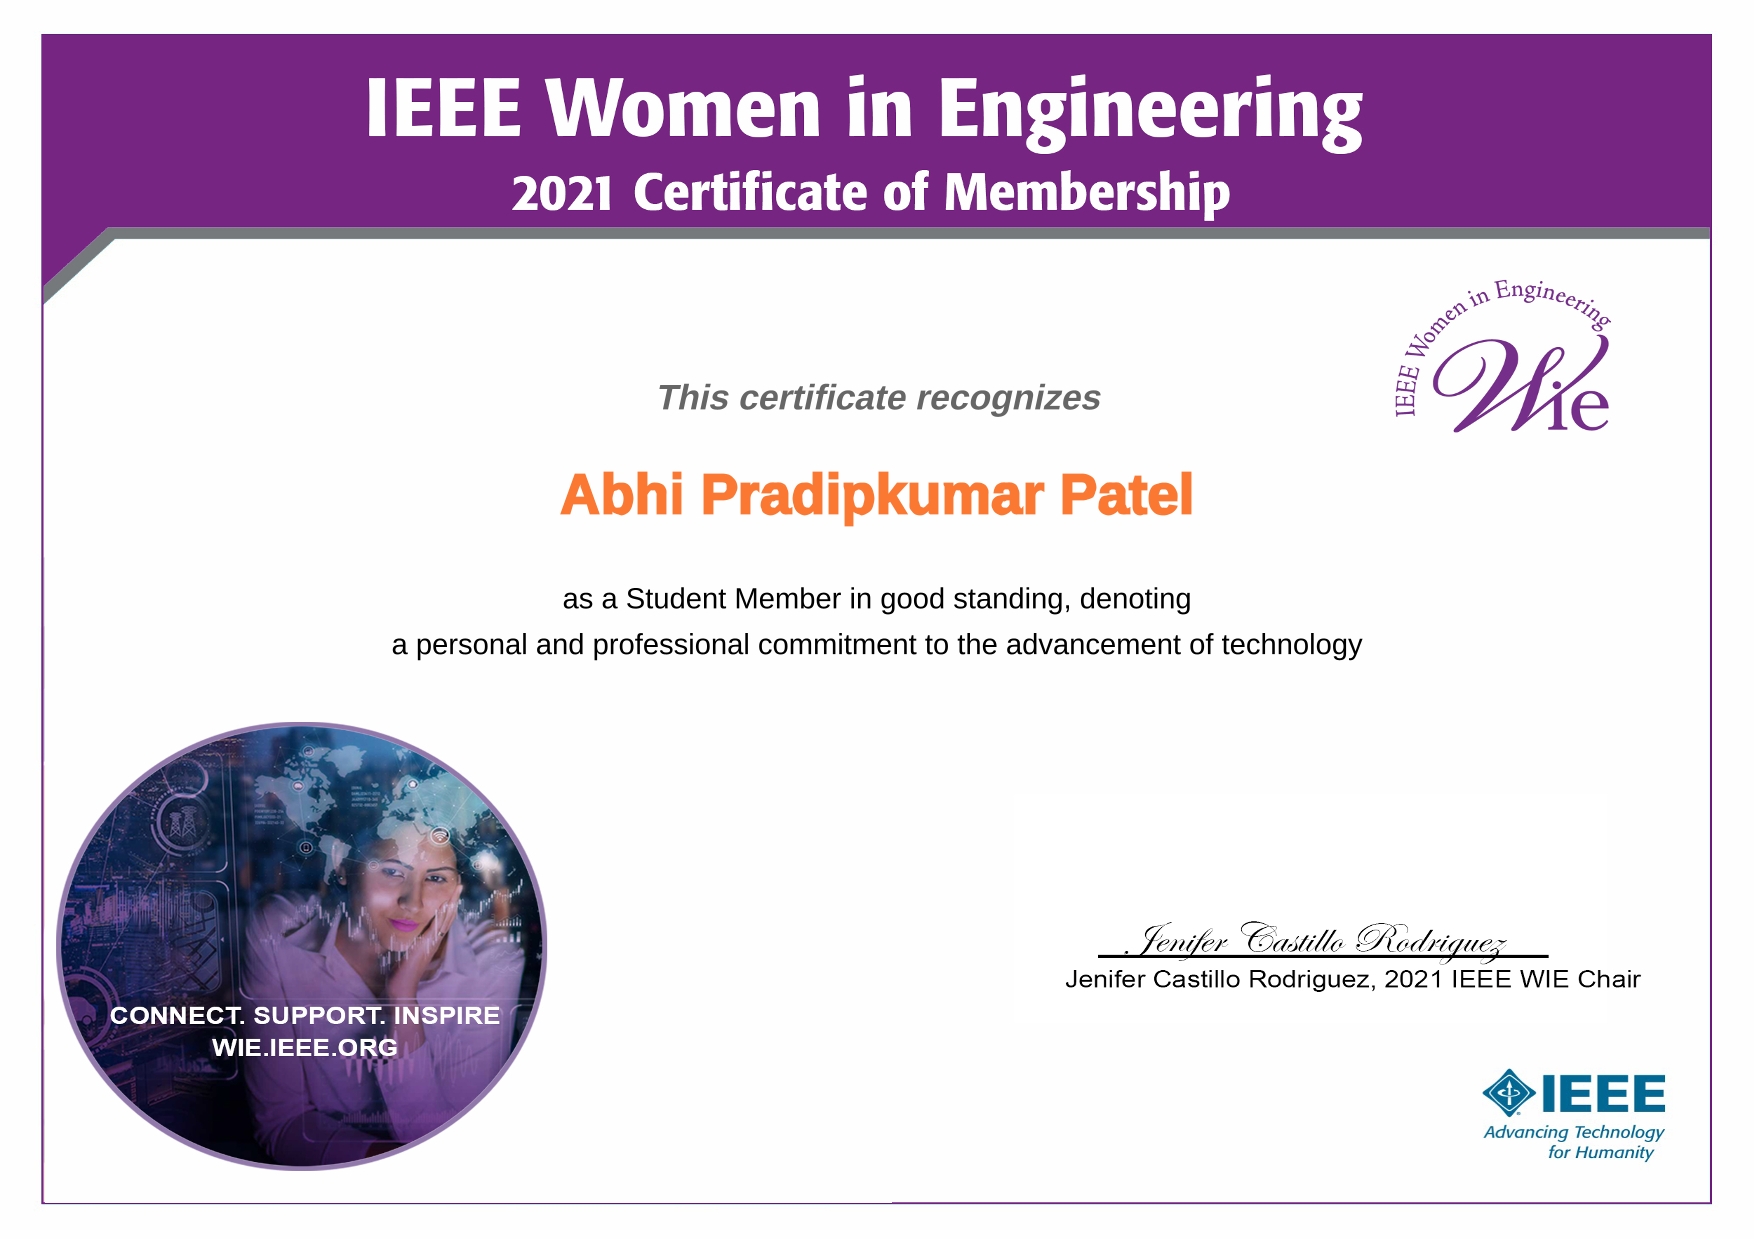 IEEE Women in Engineering
2021 Certificate of Membership
IEEE Women in Engineering
Wie
This certificate recognizes
Abhi Pradipkumar Patel
as a Student Member in good standing, denoting
a personal and professional commitment to the advancement of technology
CONNECT. SUPPORT. INSPIRE
WIE.IEEE.ORG
Jenifer Castillo Rodriguez
Jenifer Castillo Rodriguez, 2021 IEEE WIE Chair
IEEE
Advancing Technology
for Humanity